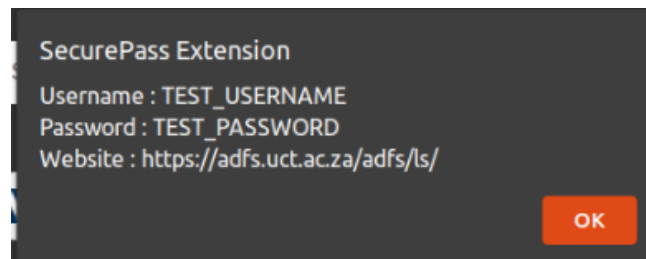 SecurePass Extension
Username : TEST_USERNAME
Password : TEST_PASSWORD
Website : https://adfs.uct.ac.za/adfs/ls/
OK